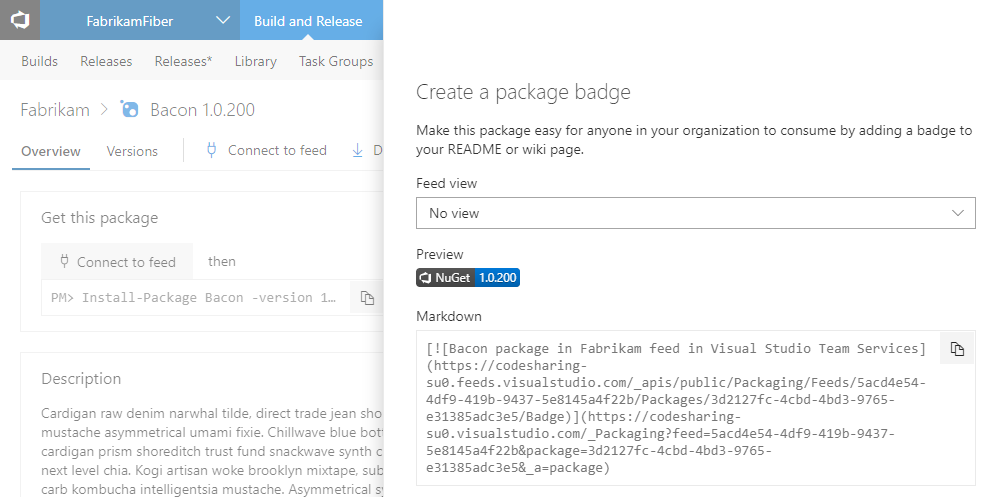 FabrikamFiber
Build and Release
Builds Releases Releases* Library Task Groups
Fabrikam > Bacon 1.0.200
Overview Versions Connect to feed
Get this package
Connect to feed then
PM> Install-Package Bacon -version 1…
Description
Cardigan raw denim narwhal tilde, direct trade jean
mustache asymmetrical umami fixie. Chillwave blue
cardigan prism shoreditch trust fund snackwave synth
next level chia. Kogi artisan woke brooklyn mixtape,
carb kombucha intelligentsia mustache. Asymmetrical
Create a package badge
Make this package easy for anyone in your organization to consume by adding a badge to
your README or wiki page.
Feed view
No view
Preview
NuGet 1.0.200
Markdown
[![Bacon package in Fabrikam feed in Visual Studio Team Services]
(https://codesharing-
su0.feeds.visualstudio.com/_apis/public/Packaging/Feeds/5acd4e54-
4df9-419b-9437-5e8145a4f22b/Packages/3d2127fc-4cbd-4bd3-9765-
e31385adc3e5/Badge)](https://codesharing-
su0.visualstudio.com/_Packaging?feed=5acd4e54-4df9-419b-9437-
5e8145a4f22b&package=3d2127fc-4cbd-4bd3-9765-
e31385adc3e5&_a=package)